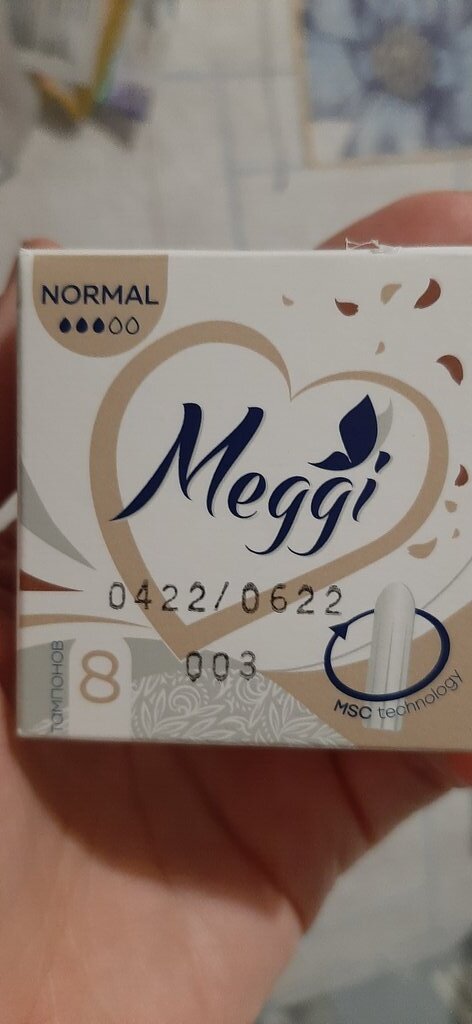 NORMAL
Meggi
0422/0622
003
8
ТАМПОНОВ
MSC technology